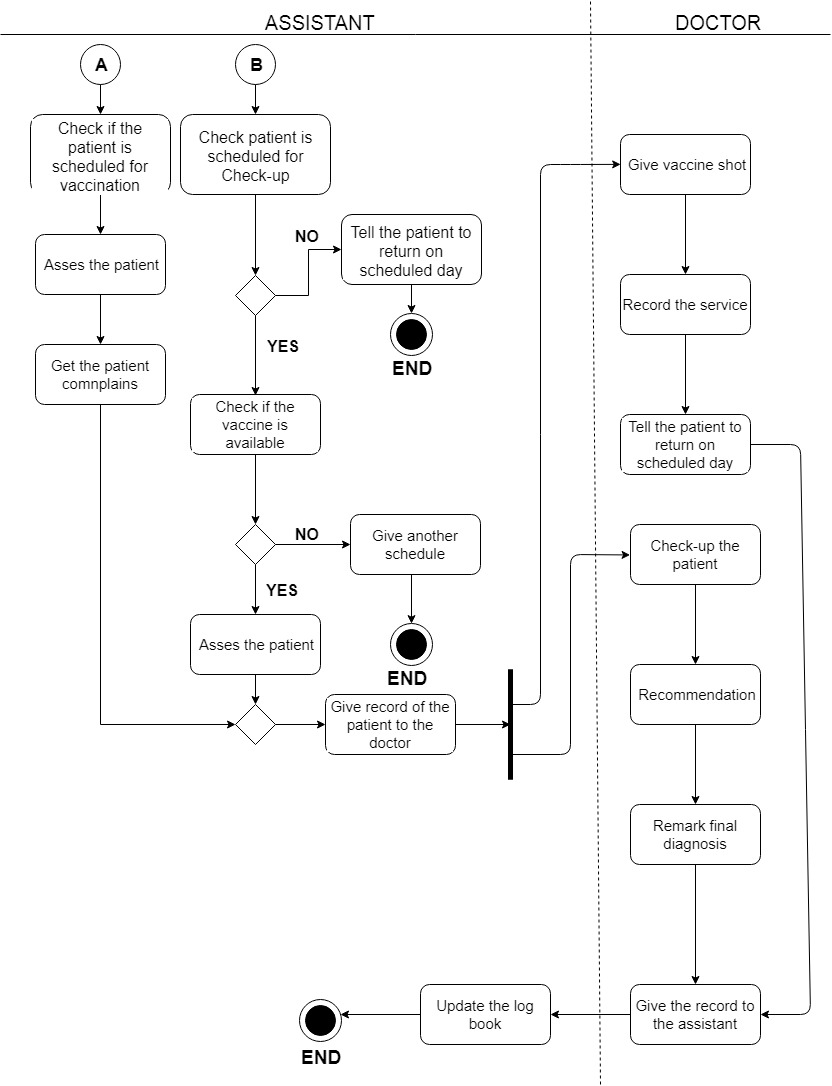 ASSISTANT
DOCTOR
A
B
Check if the
patient is
scheduled for
vaccination
Check patient is
scheduled for
Check-up
Give vaccine shot
Asses the patient
NO
Tell the patient to
return on
scheduled day
Record the service
YES
END
Get the patient
comnplains
Check if the
vaccine is
available
Tell the patient to
return on
scheduled day
NO
Give another
schedule
Check-up the
patient
YES
Asses the patient
END
Give record of the
patient to the
doctor
Recommendation
Remark final
diagnosis
Give the record to
the assistant
Update the log
book
END